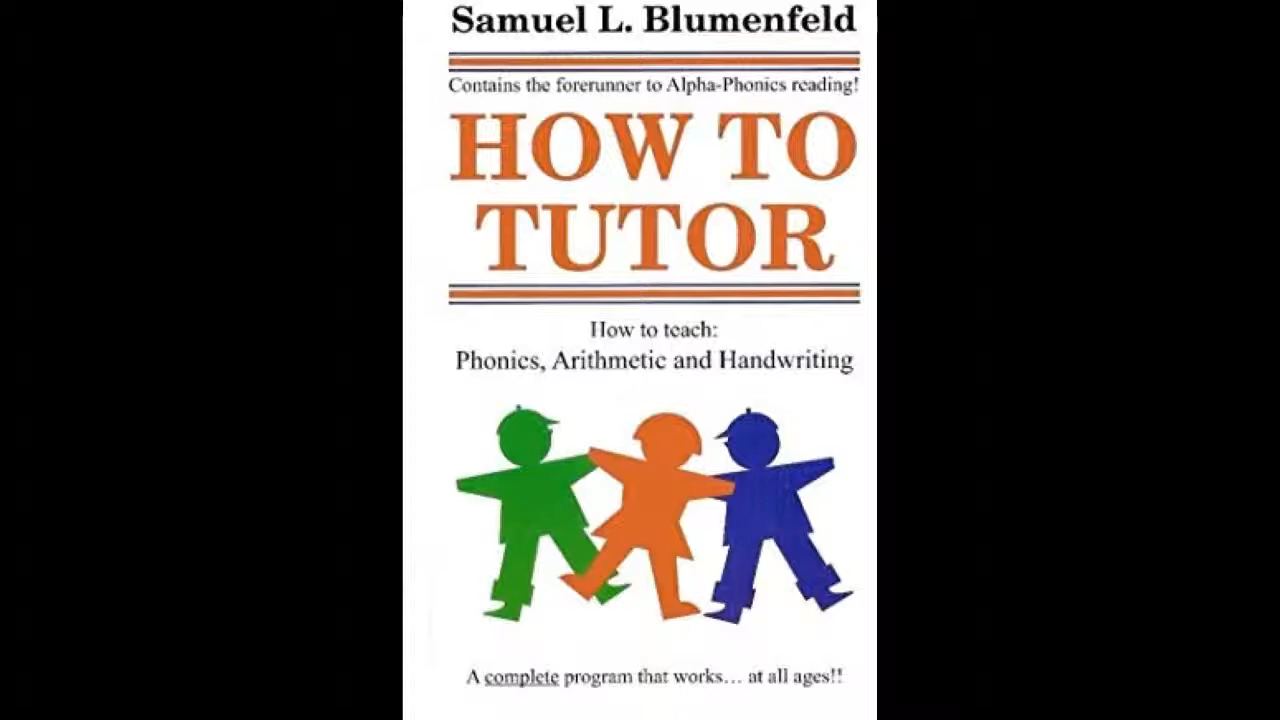 Samuel L. Blumenfeld
Contains the forerunner to Alpha-Phonics reading!
HOW TO
TUTOR
How to teach:
Phonics, Arithmetic and Handwriting
A complete program that works... at all ages!!